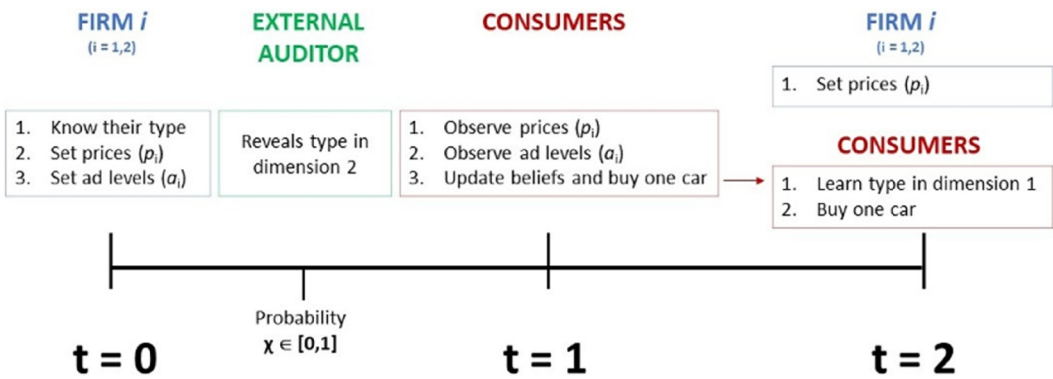 FIRM i
(i = 1,2)
1. Know their type
2. Set prices (pᵢ)
3. Set ad levels (aᵢ)
EXTERNAL
AUDITOR
Reveals type in
dimension 2
CONSUMERS
1. Observe prices (pᵢ)
2. Observe ad levels (aᵢ)
3. Update beliefs and buy one car
FIRM i
(i = 1,2)
1. Set prices (pᵢ)
CONSUMERS
1. Learn type in dimension 1
2. Buy one car
Probability
χ ∈ [0,1]
t = 0
t = 1
t = 2